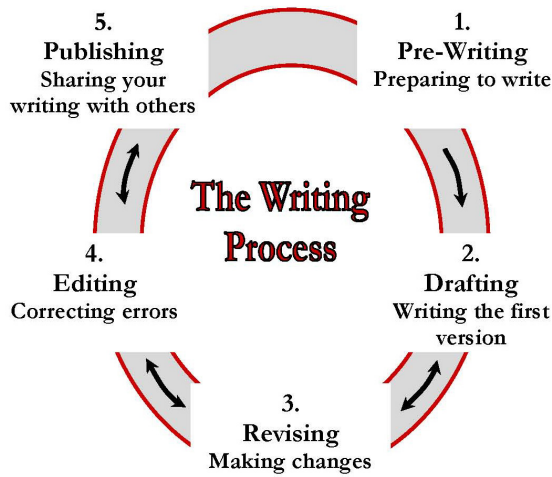 The Writing
Process
1.
Pre-Writing
Preparing to write
2.
Drafting
Writing the first
version
3.
Revising
Making changes
4.
Editing
Correcting errors
5.
Publishing
Sharing your
writing with others